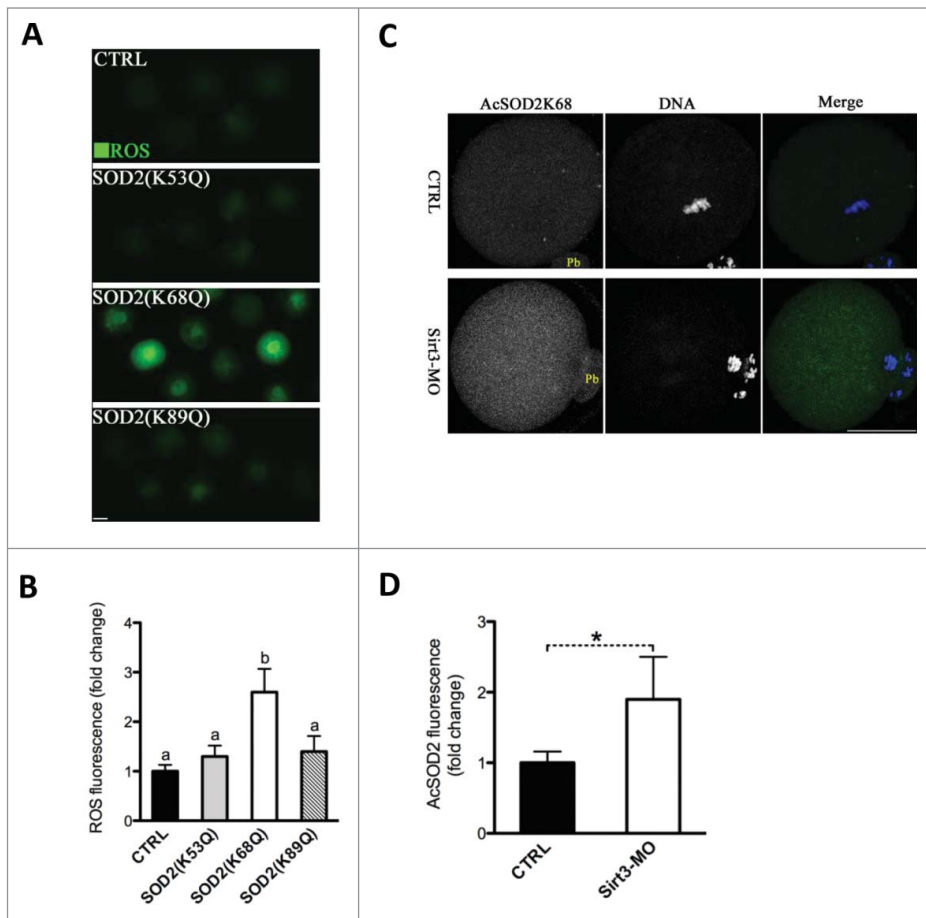 A
CTRL
ROS
SOD2(K53Q)
SOD2(K68Q)
SOD2(K89Q)
C
AcSOD2K68 DNA Merge
CTRL
Pb
Sirt3-MO
Pb
B
ROS fluorescence (fold change)
4
3
2
1
0
a
a
b
a
CTRL
SOD2(K53Q)
SOD2(K68Q)
SOD2(K89Q)
D
AcSOD2 fluorescence
(fold change)
3
2
1
0
*
CTRL
Sirt3-MO